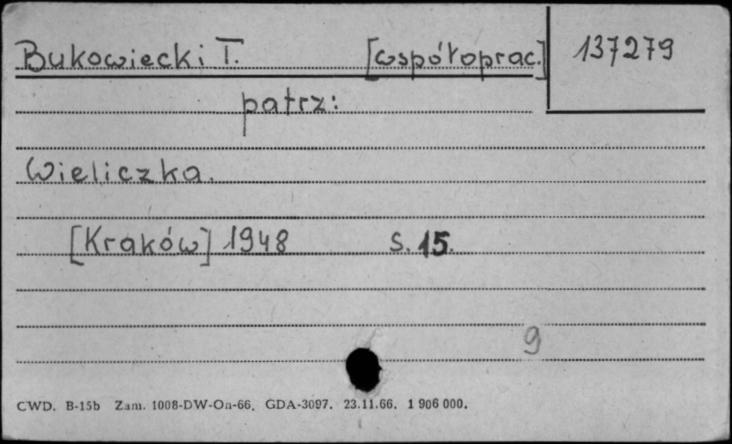 Bukowiecki T. [współoprac.] 137279
patrz:
Wieliczka.
[Kraków] 1948 S. 15.
9
CWD. B-15b Zam. 1008-DW-On-66. GDA-3097. 23.11.66. 1 906 000.